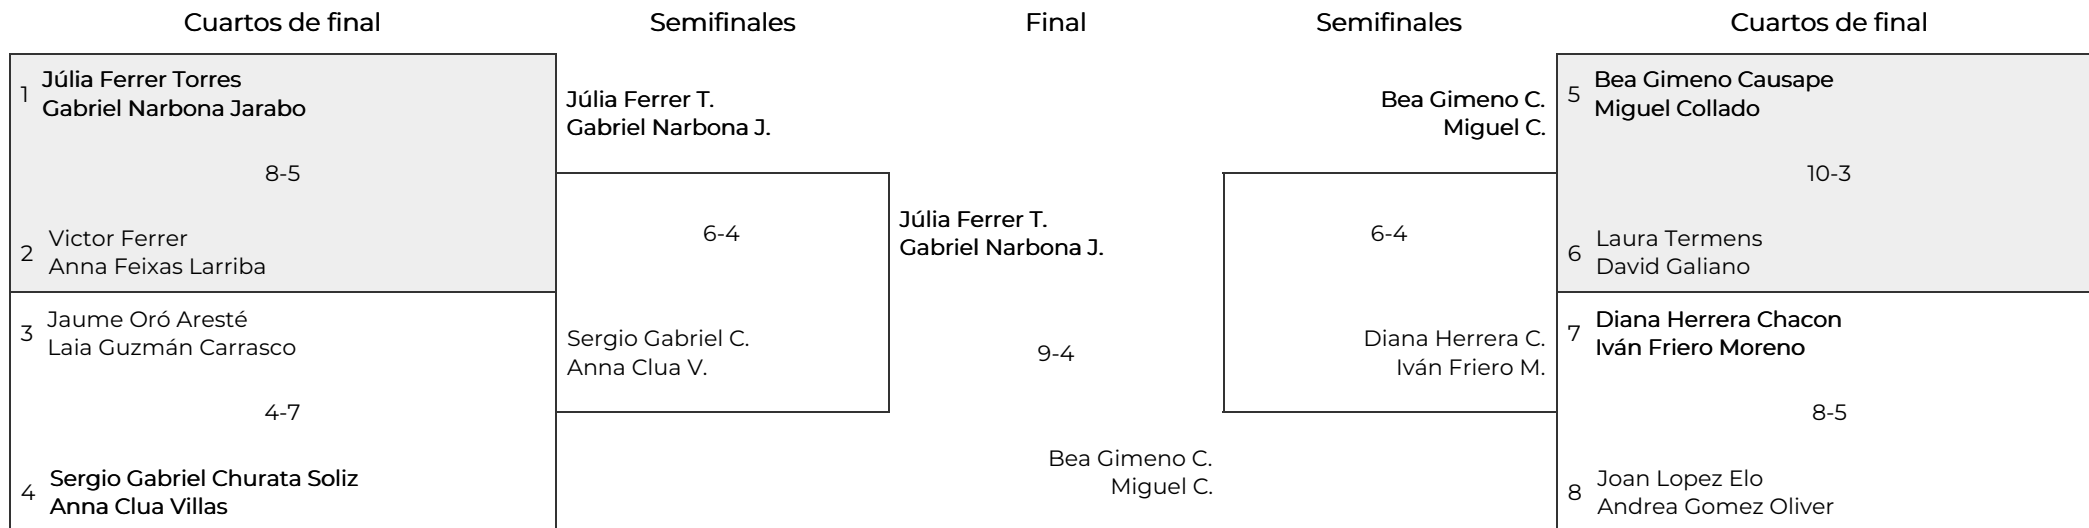 Cuartos de final
Semifinales
Final
Semifinales
Cuartos de final
1
Júlia Ferrer Torres
Gabriel Narbona Jarabo
8-5
2
Victor Ferrer
Anna Feixas Larriba
3
Jaume Oró Aresté
Laia Guzmán Carrasco
4-7
4
Sergio Gabriel Churata Soliz
Anna Clua Villas
Júlia Ferrer T.
Gabriel Narbona J.
6-4
Sergio Gabriel C.
Anna Clua V.
Júlia Ferrer T.
Gabriel Narbona J.
9-4
Bea Gimeno C.
Miguel C.
Bea Gimeno C.
Miguel C.
6-4
Diana Herrera C.
Iván Friero M.
5
Bea Gimeno Causape
Miguel Collado
10-3
6
Laura Termens
David Galiano
7
Diana Herrera Chacon
Iván Friero Moreno
8-5
8
Joan Lopez Elo
Andrea Gomez Oliver